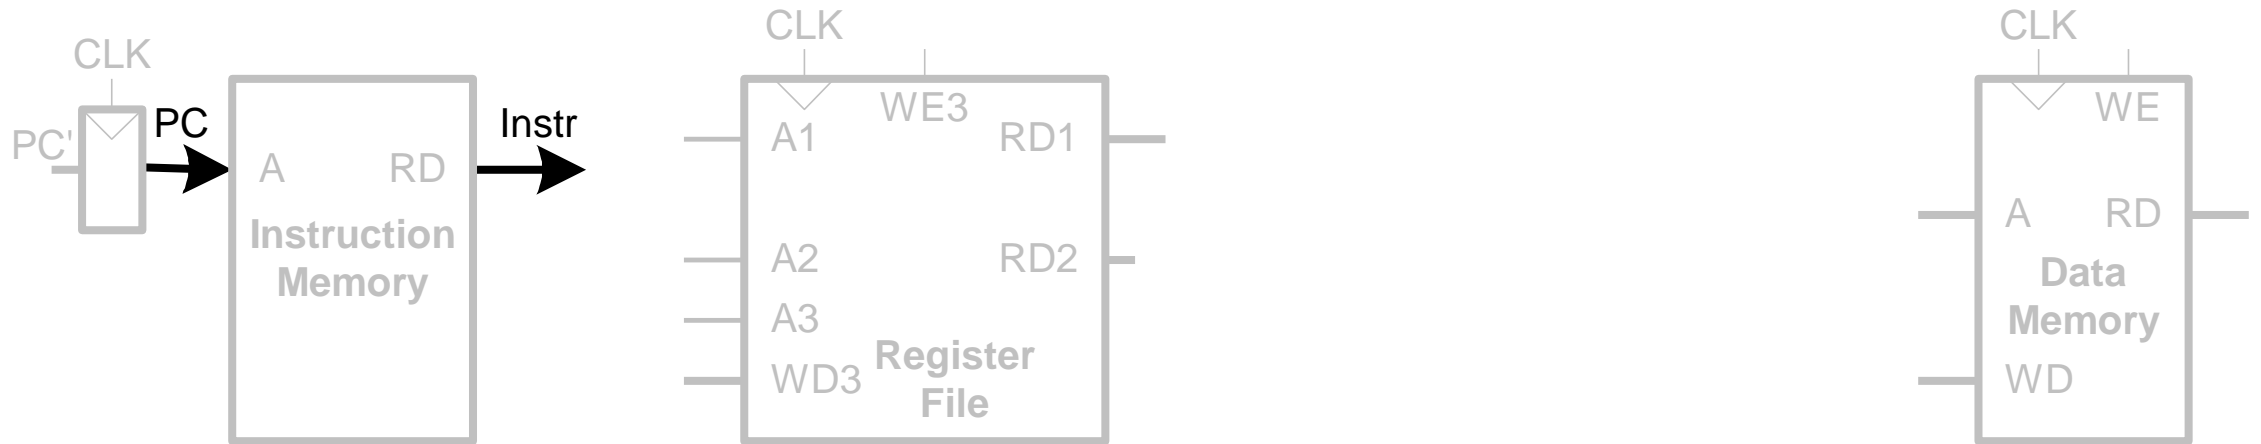 CLK
PC'
PC
A
RD
Instruction
Memory
Instr
CLK
WE3
A1
RD1
A2
RD2
A3
WD3
Register
File
CLK
WE
A
RD
Data
Memory
WD